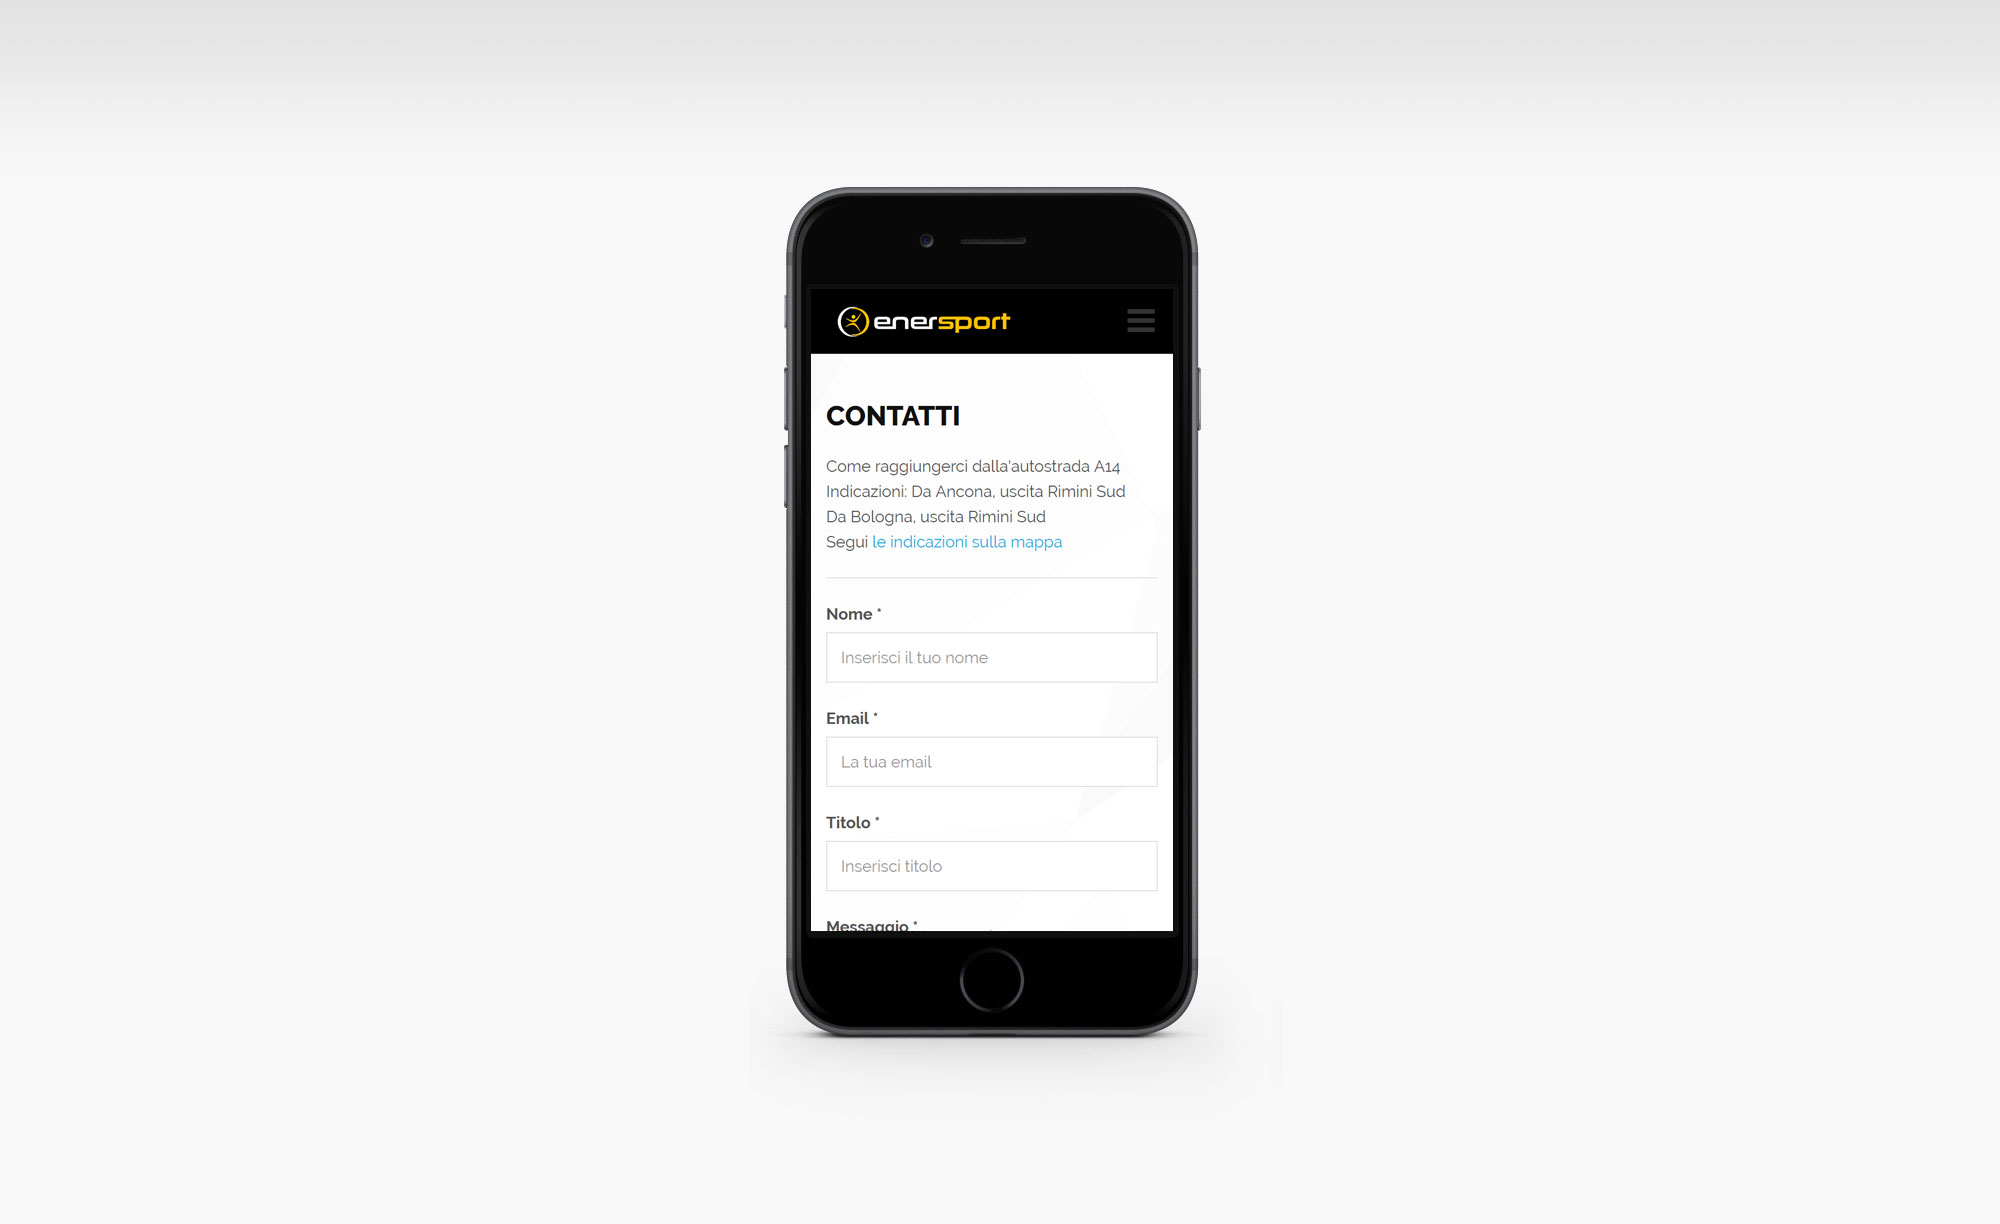 enersport
CONTATTI
Come raggiungerci dalla'autostrada A14
Indicazioni: Da Ancona, uscita Rimini Sud
Da Bologna, uscita Rimini Sud
Segui le indicazioni sulla mappa
Nome *
Inserisci il tuo nome
Email *
La tua email
Titolo *
Inserisci titolo
Messaggio *